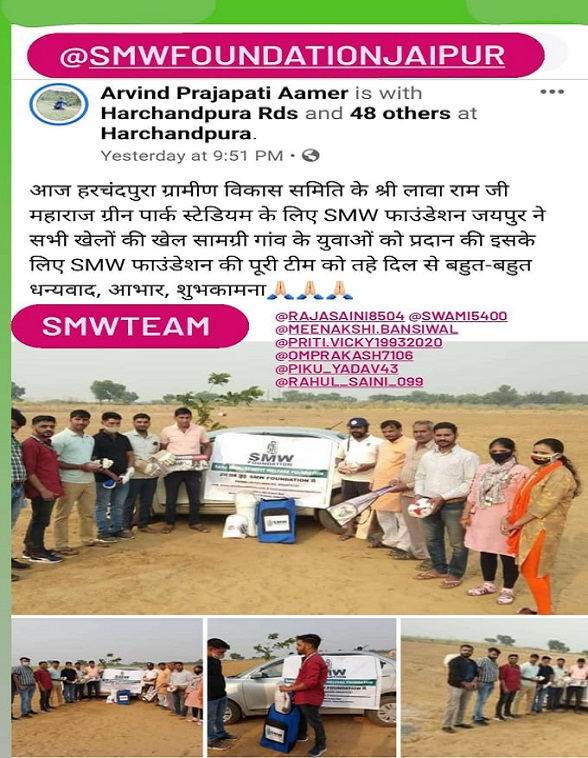 @SMWFOUNDATIONJAIPUR
Arvind Prajapati Aamer is with
Harchandpura Rds and 48 others at
Harchandpura.
Yesterday at 9:51 PM ·
आज हरचंदपुरा ग्रामीण विकास समिति के श्री लावा राम जी
महाराज ग्रीन पार्क स्टेडियम के लिए SMW फाउंडेशन जयपुर ने
सभी खेलों की खेल सामग्री गांव के युवाओं को प्रदान की इसके
लिए SMW फाउंडेशन की पूरी टीम को तहे दिल से बहुत-बहुत
धन्यवाद, आभार, शुभकामना🙏🏻🙏🏻🙏🏻
SMWTEAM
@RAJASAINI8504 @SWAMI5400
@MEENAKSHI.BANSIWAL
@PRITI.VICKY19932020
@OMPRAKASH7106
@PIKU_YADAV43
@RAHUL_SAINI_099
SMW
FOUNDATION
SMW
SMW
FOUNDATION